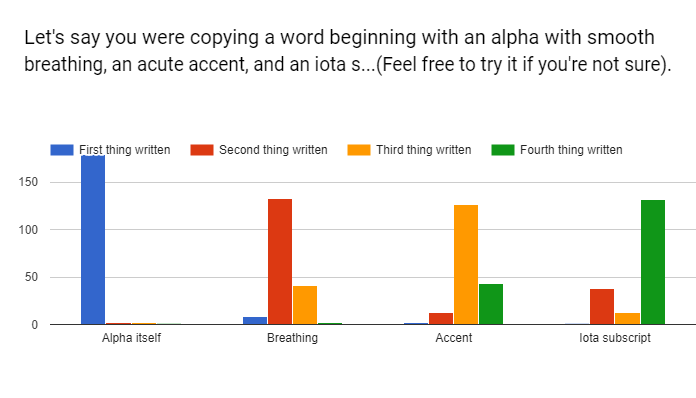 Let's say you were copying a word beginning with an alpha with smooth
breathing, an acute accent, and an iota s...(Feel free to try it if you're not sure).
First thing written Second thing written Third thing written Fourth thing written
150
100
50
0
Alpha itself Breathing Accent Iota subscript